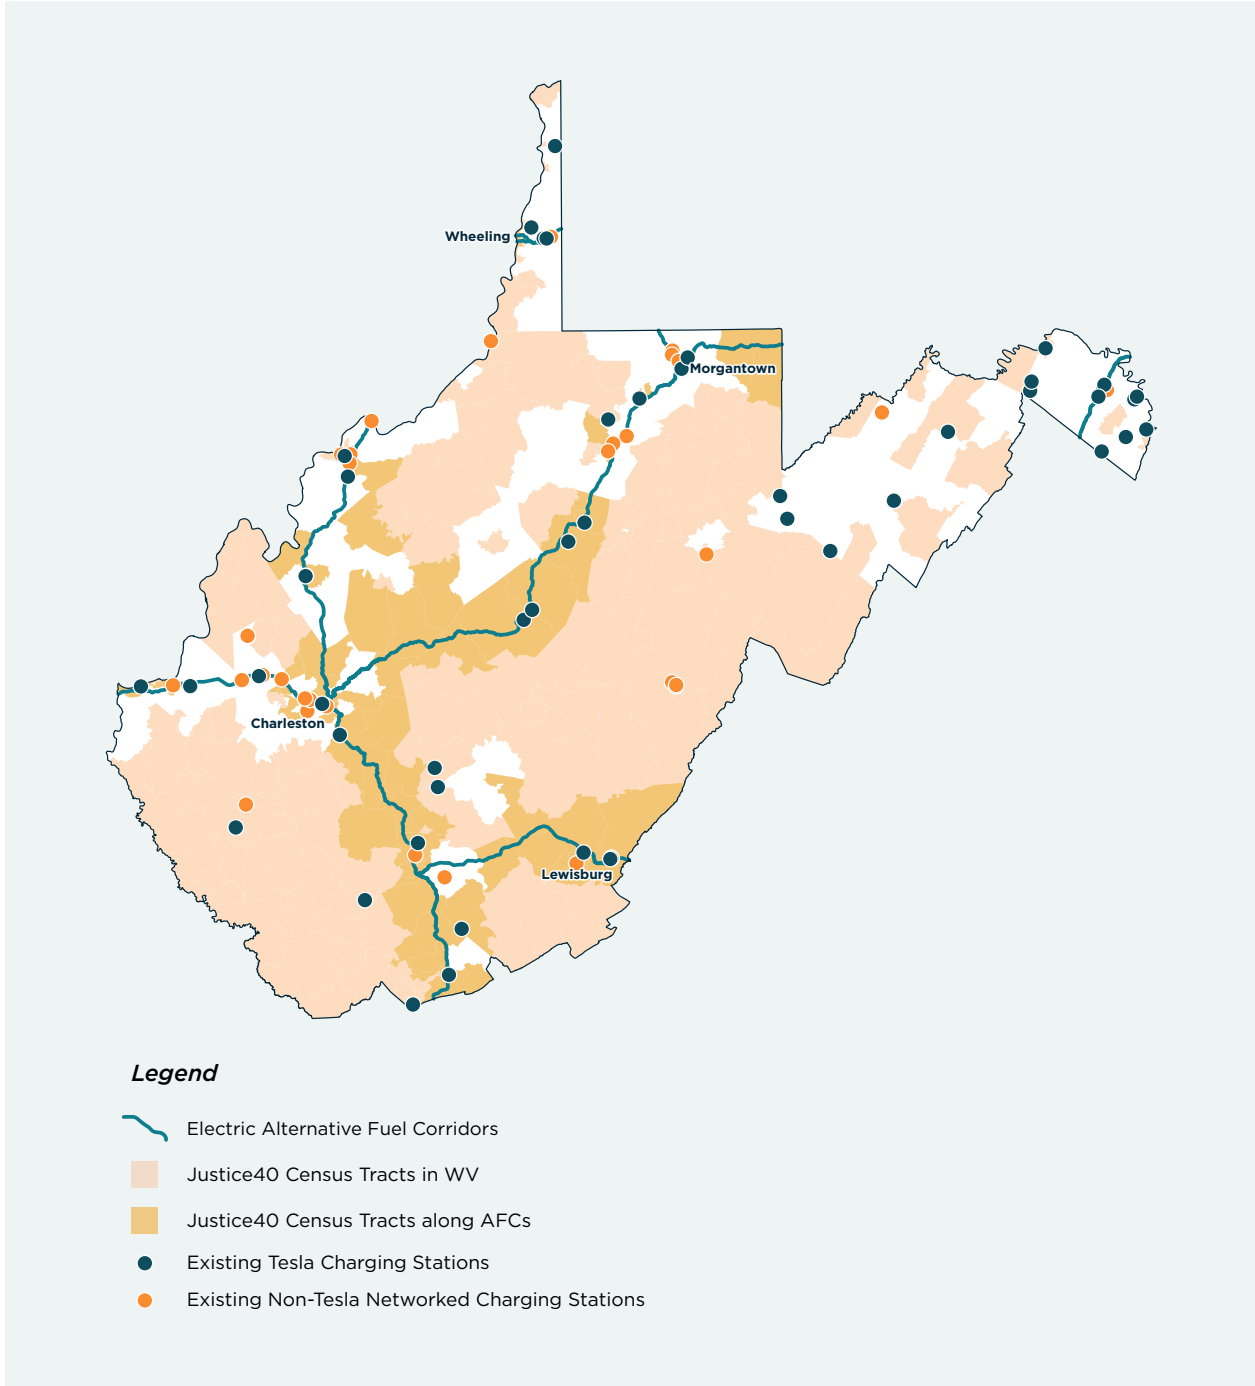 Wheeling
Morgantown
Charleston
Lewisburg
Legend
Electric Alternative Fuel Corridors
Justice40 Census Tracts in WV
Justice40 Census Tracts along AFCs
Existing Tesla Charging Stations
Existing Non-Tesla Networked Charging Stations